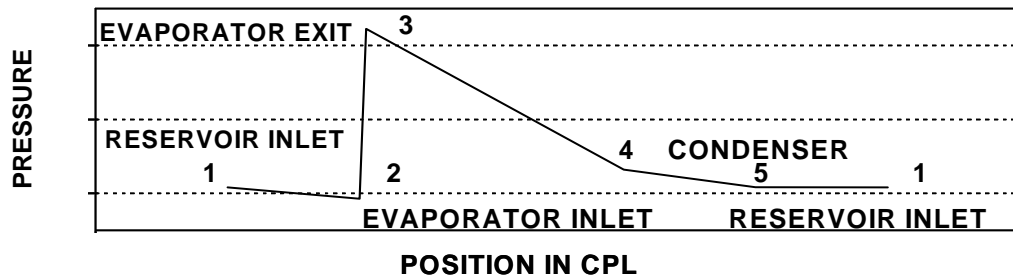 EVAPORATOR EXIT 3
PRESSURE
RESERVOIR INLET
4 CONDENSER
1 2 5 1
EVAPORATOR INLET RESERVOIR INLET
POSITION IN CPL